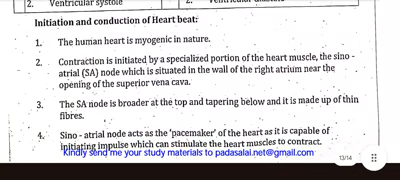 2. Ventricular systole 2.
Initiation and conduction of Heart beat:
1. The human heart is myogenic in nature.
2. Contraction is initiated by a specialized portion of the heart muscle, the sino -
atrial (SA) node which is situated in the wall of the right atrium near the
opening of the superior vena cava.
3. The SA node is broader at the top and tapering below and it is made up of thin
fibres.
4. Sino - atrial node acts as the 'pacemaker' of the heart as it is capable of
initiating impulse which can stimulate the heart muscles to contract.
Kindly send me your study materials to padasalai.net@gmail.com
13/14